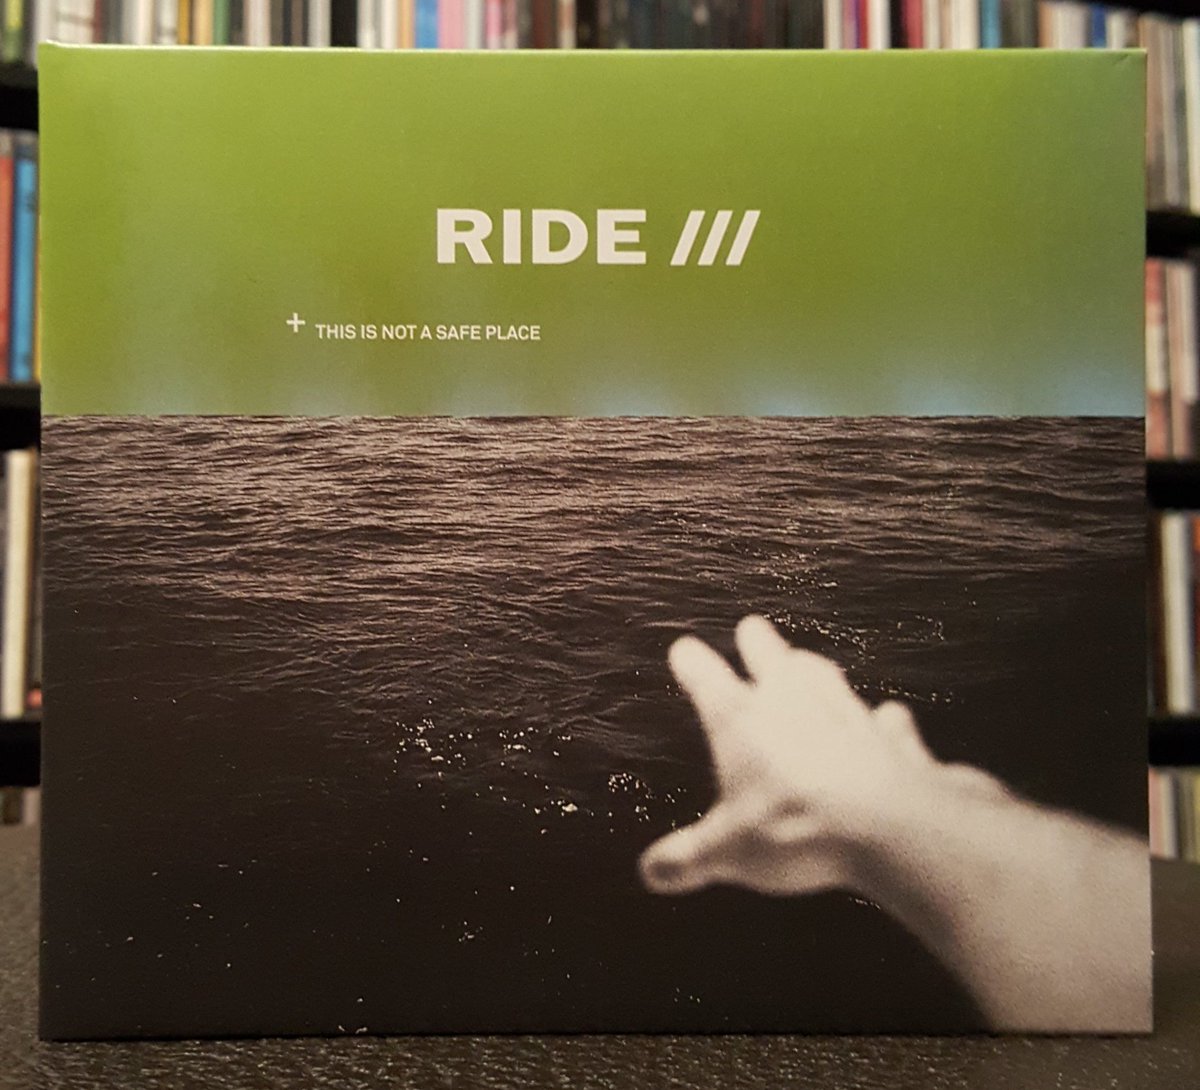 RIDE ///
+ THIS IS NOT A SAFE PLACE